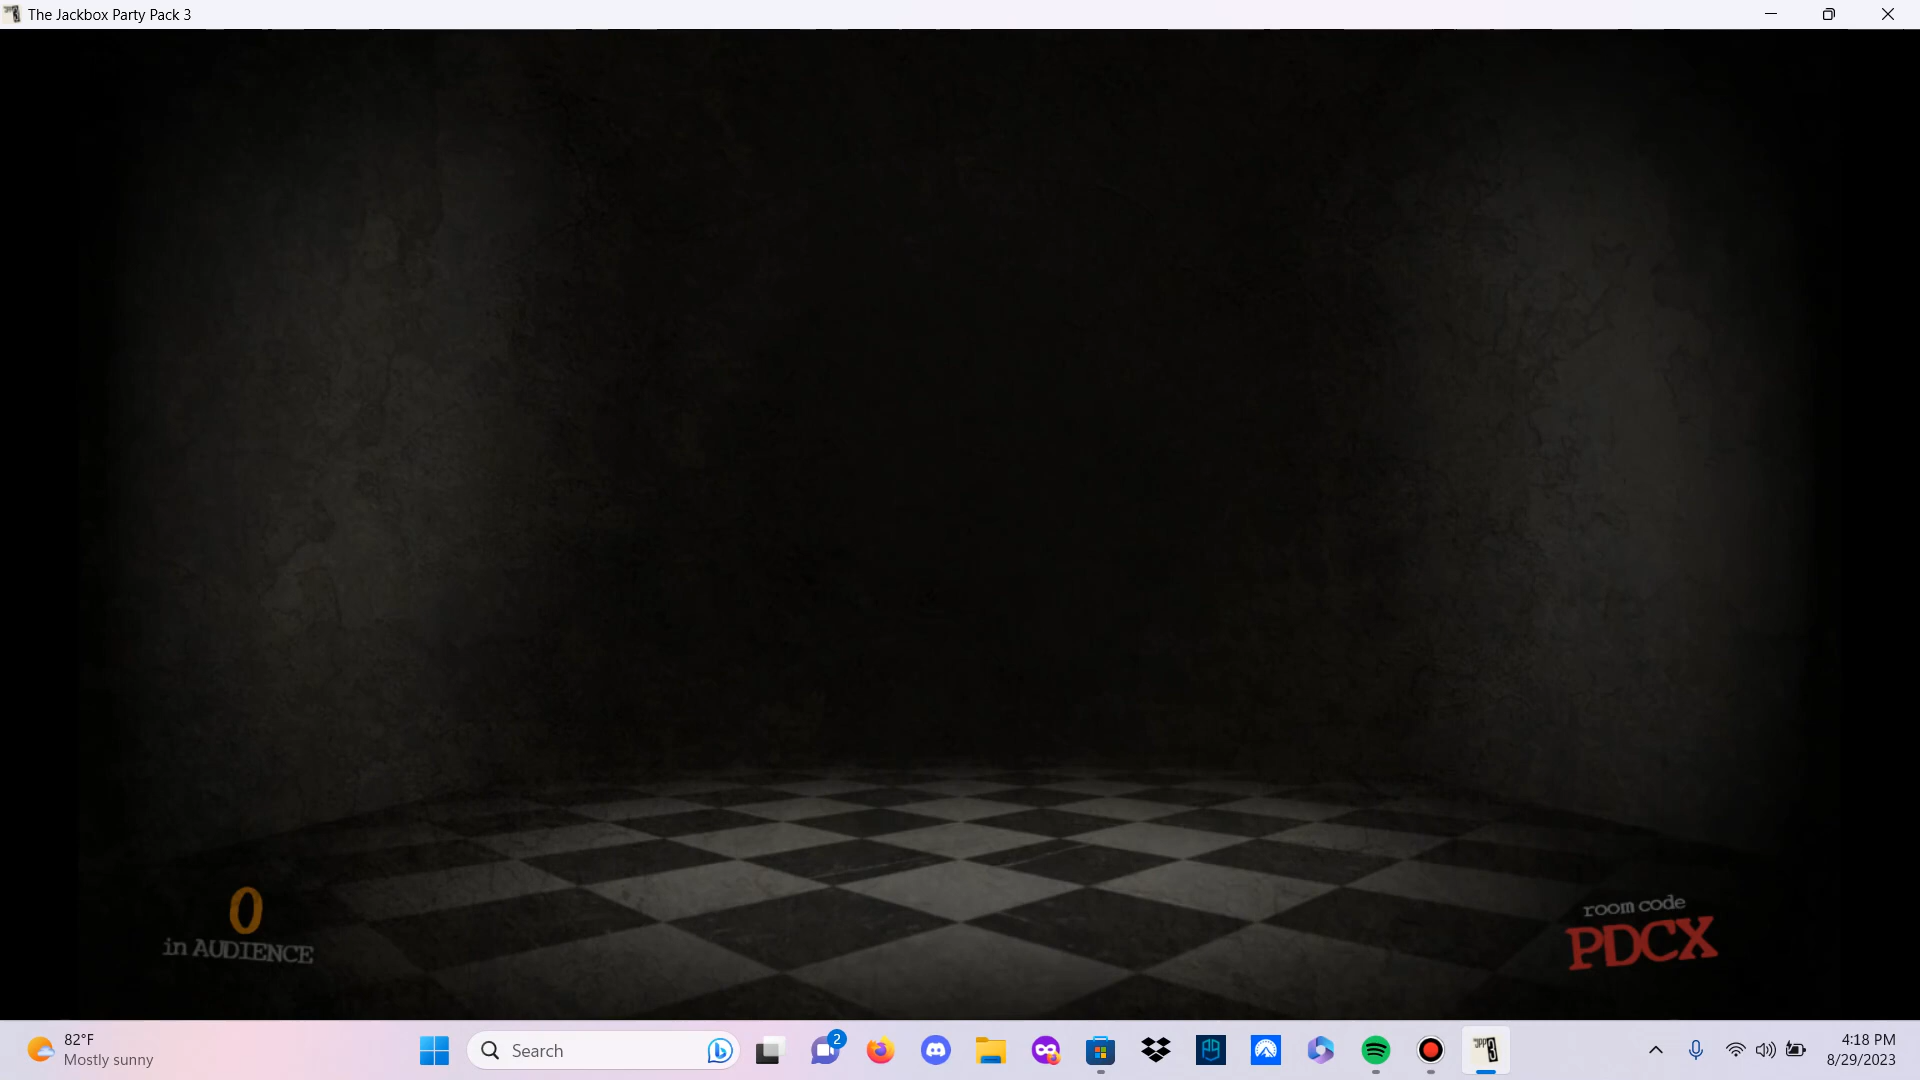 The Jackbox Party Pack 3
0
in AUDIENCE
room code
PDCX
82°F
Mostly sunny
Search
2
4:18 PM
8/29/2023